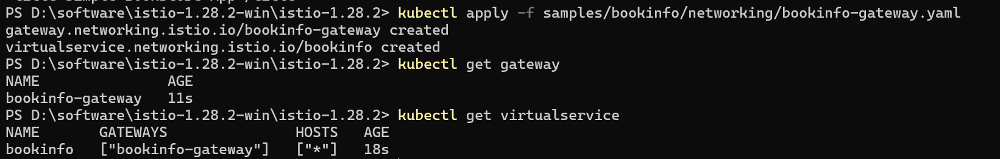 PS D:\software\istio-1.28.2-win\istio-1.28.2> kubectl apply -f samples/bookinfo/networking/bookinfo-gateway.yaml
gateway.networking.istio.io/bookinfo-gateway created
virtualservice.networking.istio.io/bookinfo created
PS D:\software\istio-1.28.2-win\istio-1.28.2> kubectl get gateway
NAME               AGE
bookinfo-gateway   11s
PS D:\software\istio-1.28.2-win\istio-1.28.2> kubectl get virtualservice
NAME       GATEWAYS               HOSTS   AGE
bookinfo   ["bookinfo-gateway"]   ["*"]   18s